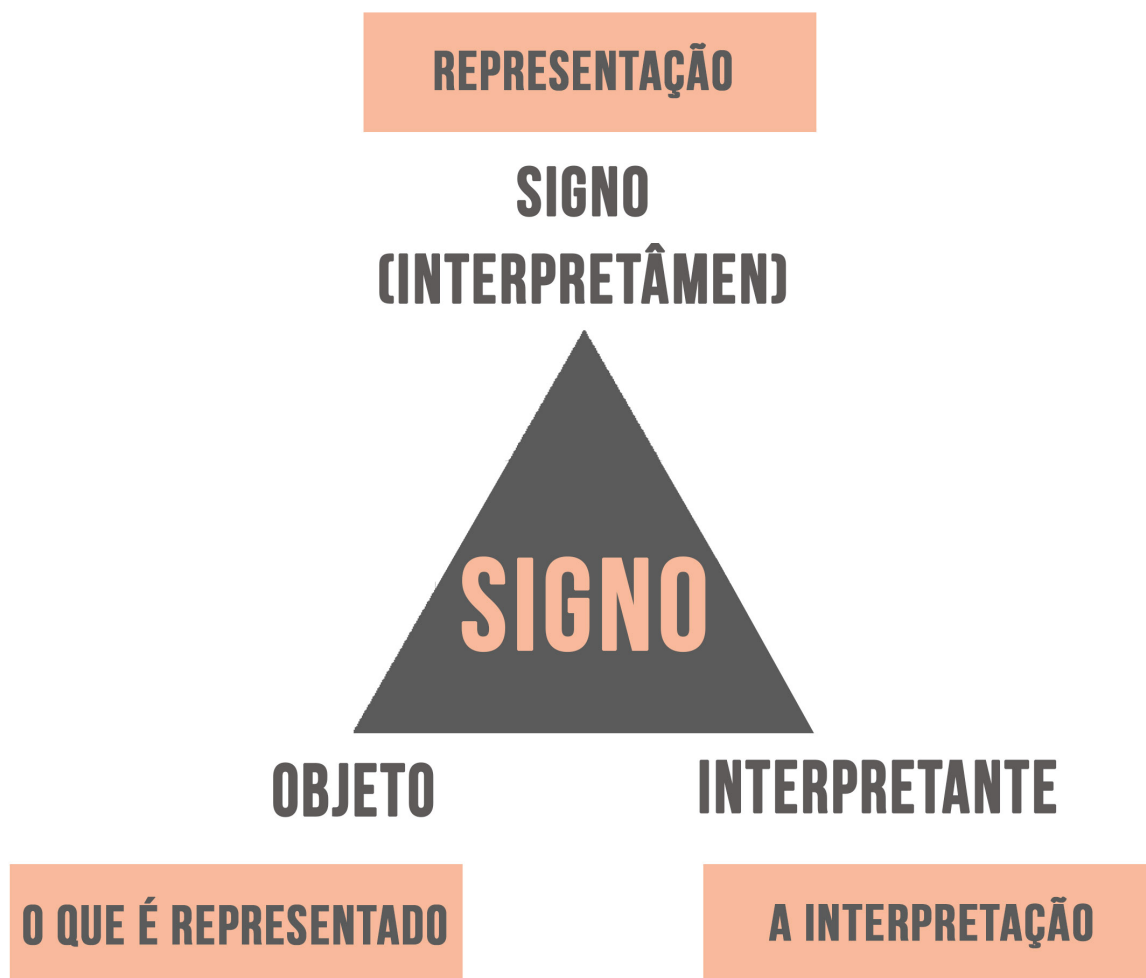 REPRESENTAÇÃO
SIGNO
(INTERPRETÂMEN)
SIGNO
OBJETO
INTERPRETANTE
O QUE É REPRESENTADO
A INTERPRETAÇÃO